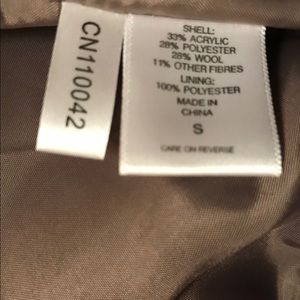 CN110042
SHELL:
33% ACRYLIC
28% POLYESTER
28% WOOL
11% OTHER FIBRES
LINING:
100% POLYESTER
MADE IN
CHINA
S
CARE ON REVERSE